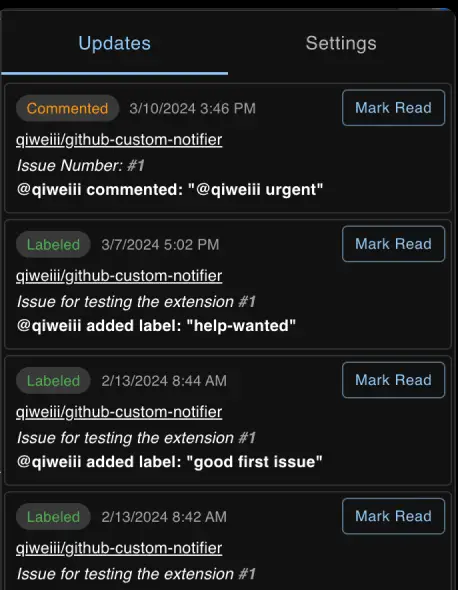 Updates Settings
Commented 3/10/2024 3:46 PM Mark Read
qiweiii/github-custom-notifier
Issue Number: #1
@qiweiii commented: "@qiweiii urgent"
Labeled 3/7/2024 5:02 PM Mark Read
qiweiii/github-custom-notifier
Issue for testing the extension #1
@qiweiii added label: "help-wanted"
Labeled 2/13/2024 8:44 AM Mark Read
qiweiii/github-custom-notifier
Issue for testing the extension #1
@qiweiii added label: "good first issue"
Labeled 2/13/2024 8:42 AM Mark Read
qiweiii/github-custom-notifier
Issue for testing the extension #1